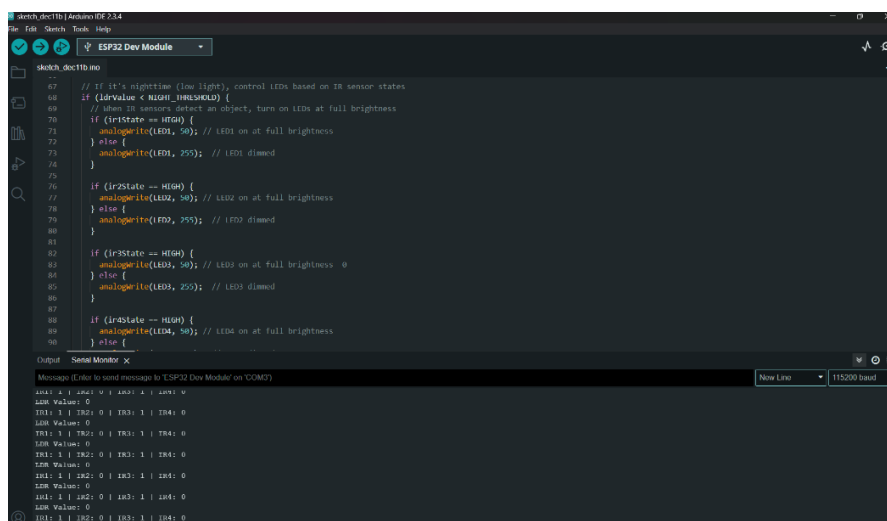 sketch_dec11b | Arduino IDE 2.3.4
File Edit Sketch Tools Help
ESP32 Dev Module
sketch_dec11b.ino
67 // If it's nighttime (low light), control LEDs based on IR sensor states
68 if (ldrValue < NIGHT_THRESHOLD) {
69 // When IR sensors detect an object, turn on LEDs at full brightness
70 if (ir1State == HIGH) {
71 analogWrite(LED1, 50); // LED1 on at full brightness
72 } else {
73 analogWrite(LED1, 255); // LED1 dimmed
74 }
75
76 if (ir2State == HIGH) {
77 analogWrite(LED2, 50); // LED2 on at full brightness
78 } else {
79 analogWrite(LED2, 255); // LED2 dimmed
80 }
81
82 if (ir3State == HIGH) {
83 analogWrite(LED3, 50); // LED3 on at full brightness 0
84 } else {
85 analogWrite(LED3, 255); // LED3 dimmed
86 }
87
88 if (ir4State == HIGH) {
89 analogWrite(LED4, 50); // LED4 on at full brightness
90 } else {
Output Serial Monitor x
Message (Enter to send message to 'ESP32 Dev Module' on 'COM3')
New Line 115200 baud
IR1: 1 | IR2: 0 | IR3: 1 | IR4: 0
LDR Value: 0
IR1: 1 | IR2: 0 | IR3: 1 | IR4: 0
LDR Value: 0
IR1: 1 | IR2: 0 | IR3: 1 | IR4: 0
LDR Value: 0
IR1: 1 | IR2: 0 | IR3: 1 | IR4: 0
LDR Value: 0
IR1: 1 | IR2: 0 | IR3: 1 | IR4: 0
LDR Value: 0
IR1: 1 | IR2: 0 | IR3: 1 | IR4: 0
LDR Value: 0
IR1: 1 | IR2: 0 | IR3: 1 | IR4: 0